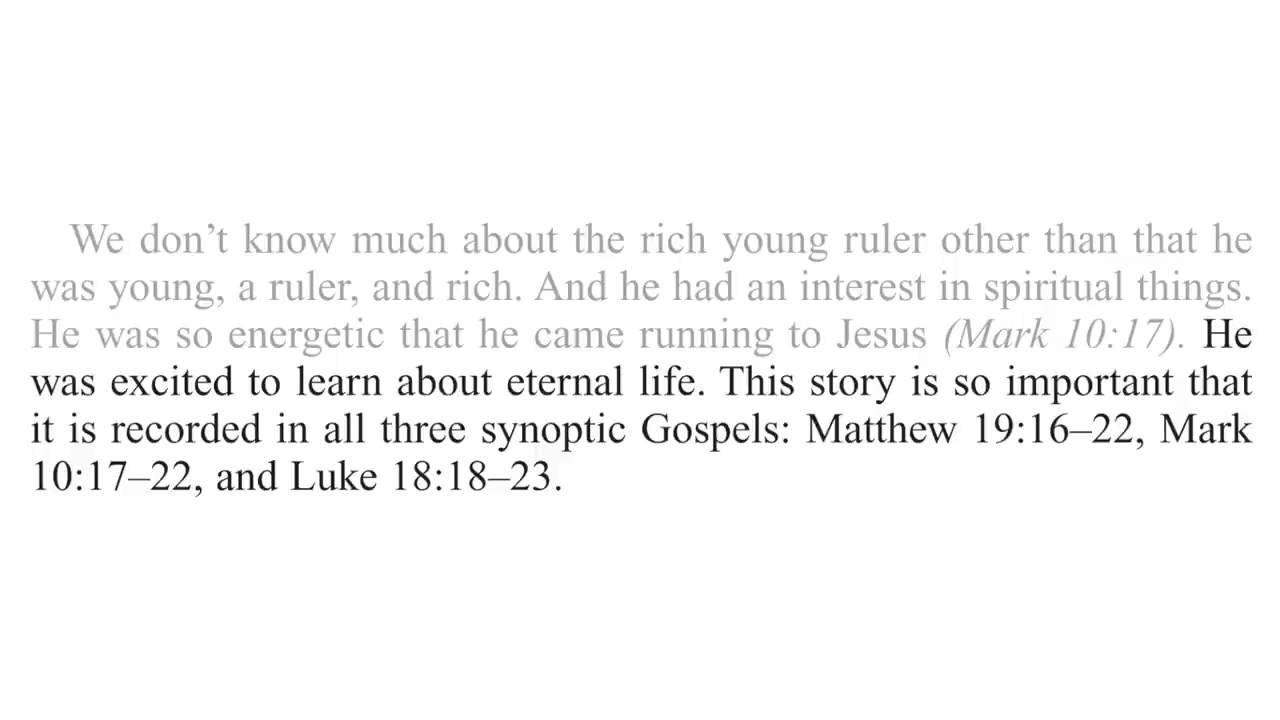 We don’t know much about the rich young ruler other than that he
was young, a ruler, and rich. And he had an interest in spiritual things.
He was so energetic that he came running to Jesus (Mark 10:17). He
was excited to learn about eternal life. This story is so important that
it is recorded in all three synoptic Gospels: Matthew 19:16–22, Mark
10:17–22, and Luke 18:18–23.